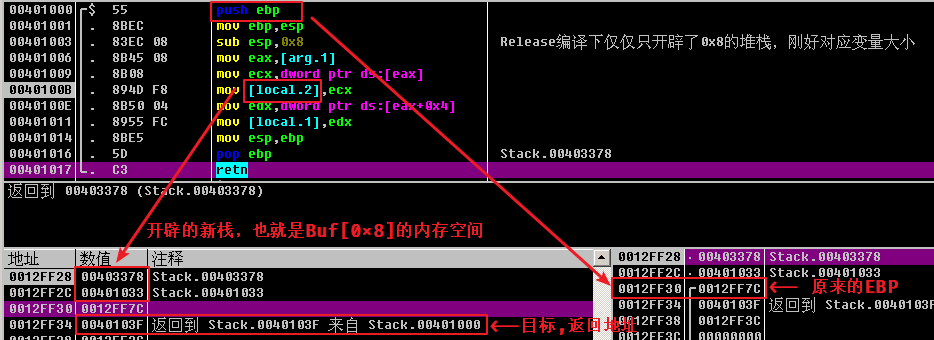 00401000 ┌$ 55 push ebp
00401001 . 8BEC mov ebp,esp
00401003 . 83EC 08 sub esp,0x8 Release编译下仅仅只开辟了0x8的堆栈，刚好对应变量大小
00401006 . 8B45 08 mov eax,[arg.1]
00401009 . 8B08 mov ecx,dword ptr ds:[eax]
0040100B . 894D F8 mov [local.2],ecx
0040100E . 8B50 04 mov edx,dword ptr ds:[eax+0x4]
00401011 . 8955 FC mov [local.1],edx
00401014 . 8BE5 mov esp,ebp
00401016 . 5D pop ebp Stack.00403378
00401017 └. C3 retn
返回到 00403378 (Stack.00403378)
开辟的新栈，也就是Buf[0×8]的内存空间
地址 数值 注释
0012FF28 00403378 Stack.00403378
0012FF2C 00401033 Stack.00401033
0012FF30 0012FF7C
0012FF34 0040103F 返回到 Stack.0040103F 来自 Stack.00401000
目标,返回地址
0012FF28 · 00403378 Stack.00403378
0012FF2C · 00401033 Stack.00401033
0012FF30 ┌0012FF7C
原来的EBP
0012FF34 0040103F 返回到 Stack
0012FF38 0012FF3C
0012FF3C 00000000